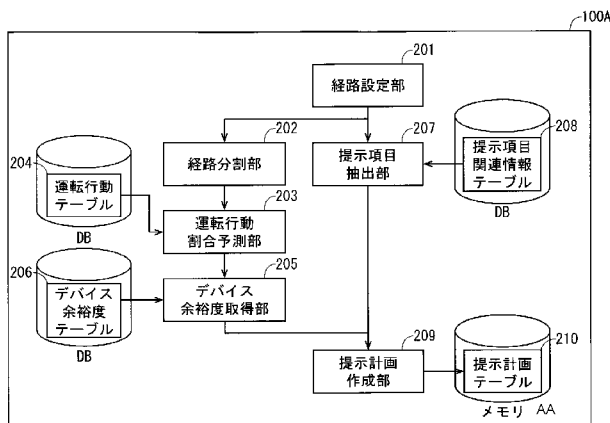 100A
201
経路設定部
202
経路分割部
207
提示項目
抽出部
208
提示項目
関連情報
テーブル
DB
204
運転行動
テーブル
DB
203
運転行動
割合予測部
206
デバイス
余裕度
テーブル
DB
205
デバイス
余裕度取得部
209
提示計画
作成部
210
提示計画
テーブル
メモリ AA